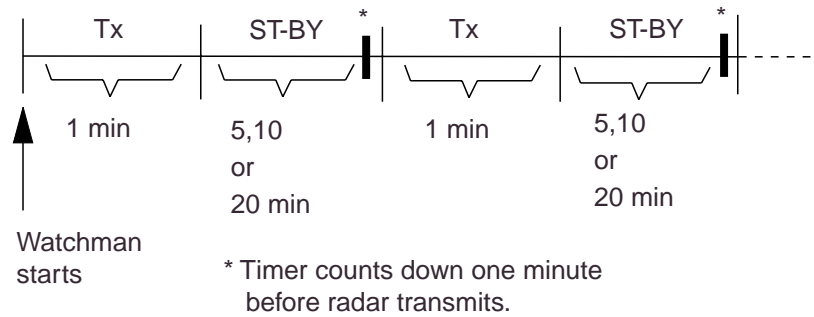 * *
Tx ST-BY Tx ST-BY
1 min 5,10 1 min 5,10
or or
20 min 20 min
Watchman
starts
* Timer counts down one minute
before radar transmits.